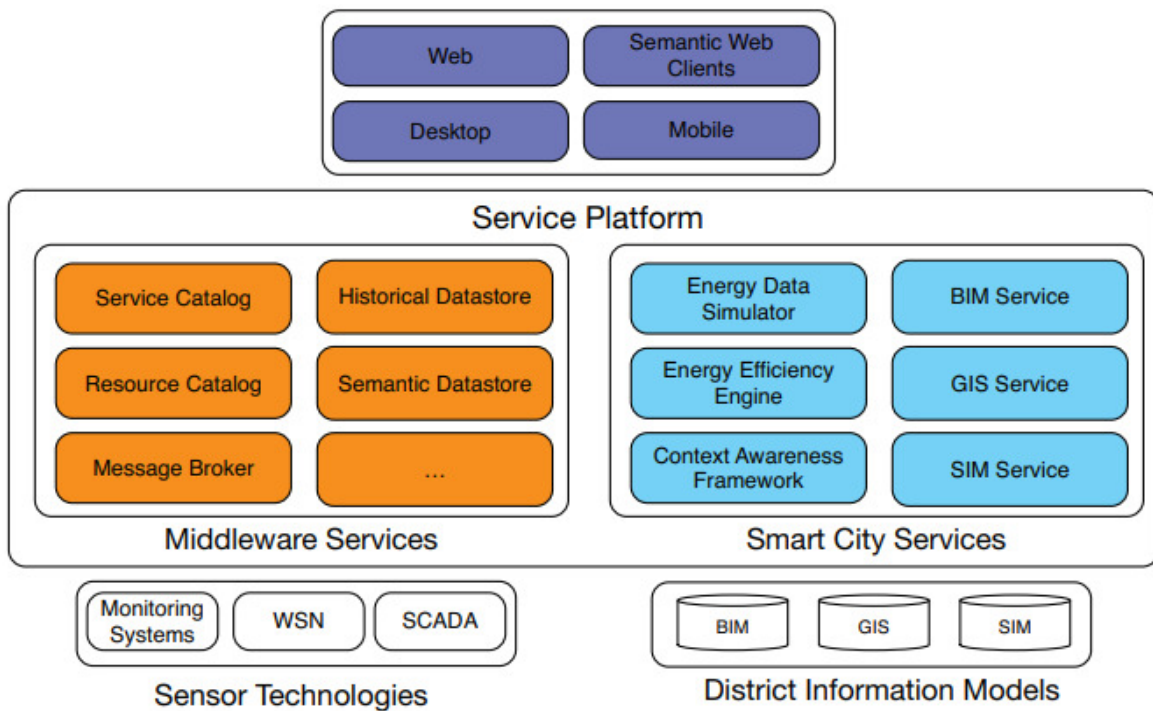 Web
Semantic Web
Clients
Desktop
Mobile
Service Platform
Service Catalog
Historical Datastore
Resource Catalog
Semantic Datastore
Message Broker
...
Middleware Services
Energy Data
Simulator
BIM Service
Energy Efficiency
Engine
GIS Service
Context Awareness
Framework
SIM Service
Smart City Services
Monitoring
Systems
WSN
SCADA
Sensor Technologies
BIM
GIS
SIM
District Information Models